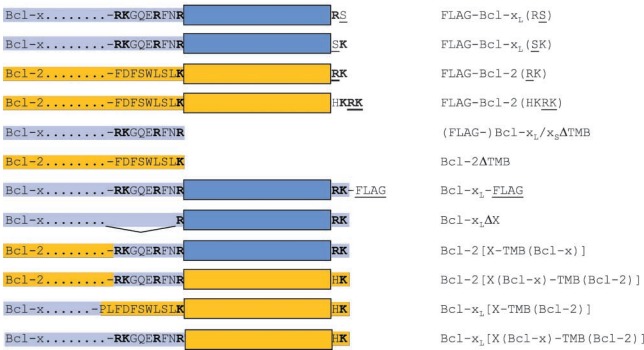 Bcl-x........-RKGQERFNR RS FLAG-Bcl-xL(RS)
Bcl-x........-RKGQERFNR SK FLAG-Bcl-xL(SK)
Bcl-2........-FDFSWLSLK RK FLAG-Bcl-2(RK)
Bcl-2........-FDFSWLSLK HKRK FLAG-Bcl-2(HKRK)
Bcl-x........-RKGQERFNR (FLAG-)Bcl-xL/xSΔTMB
Bcl-2........-FDFSWLSLK Bcl-2ΔTMB
Bcl-x........-RKGQERFNR RK-FLAG Bcl-xL-FLAG
Bcl-x........ R RK Bcl-xLΔX
Bcl-2........-RKGQERFNR RK Bcl-2[X-TMB(Bcl-x)]
Bcl-2........-RKGQERFNR HK Bcl-2[X(Bcl-x)-TMB(Bcl-2)]
Bcl-x......-PLFDFSWLSLK HK Bcl-xL[X-TMB(Bcl-2)]
Bcl-x........-RKGQERFNR HK Bcl-xL[X(Bcl-x)-TMB(Bcl-2)]